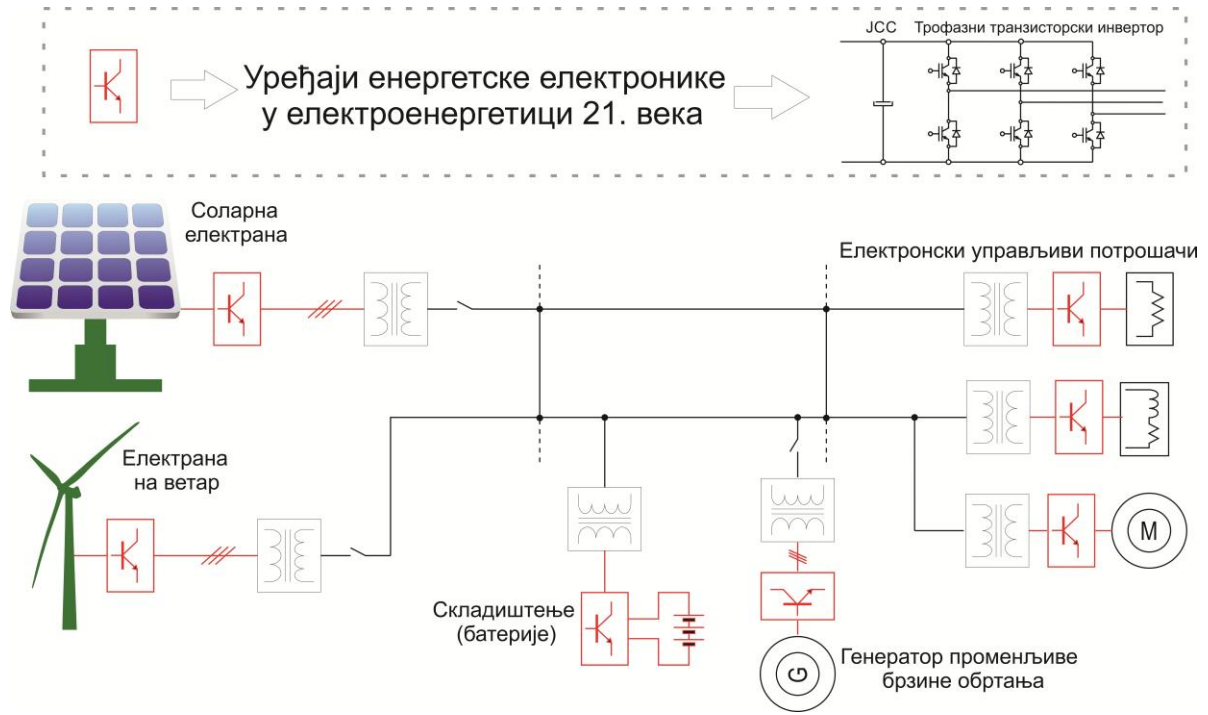 ЈСС Трофазни транзисторски инвертор
Уређаји енергетске електронике
у електроенергетици 21. века
Соларна
електрана
Електронски управљиви потрошачи
Електрана
на ветар
M
Складиштење
(батерије)
G
Генератор променљиве
брзине обртања